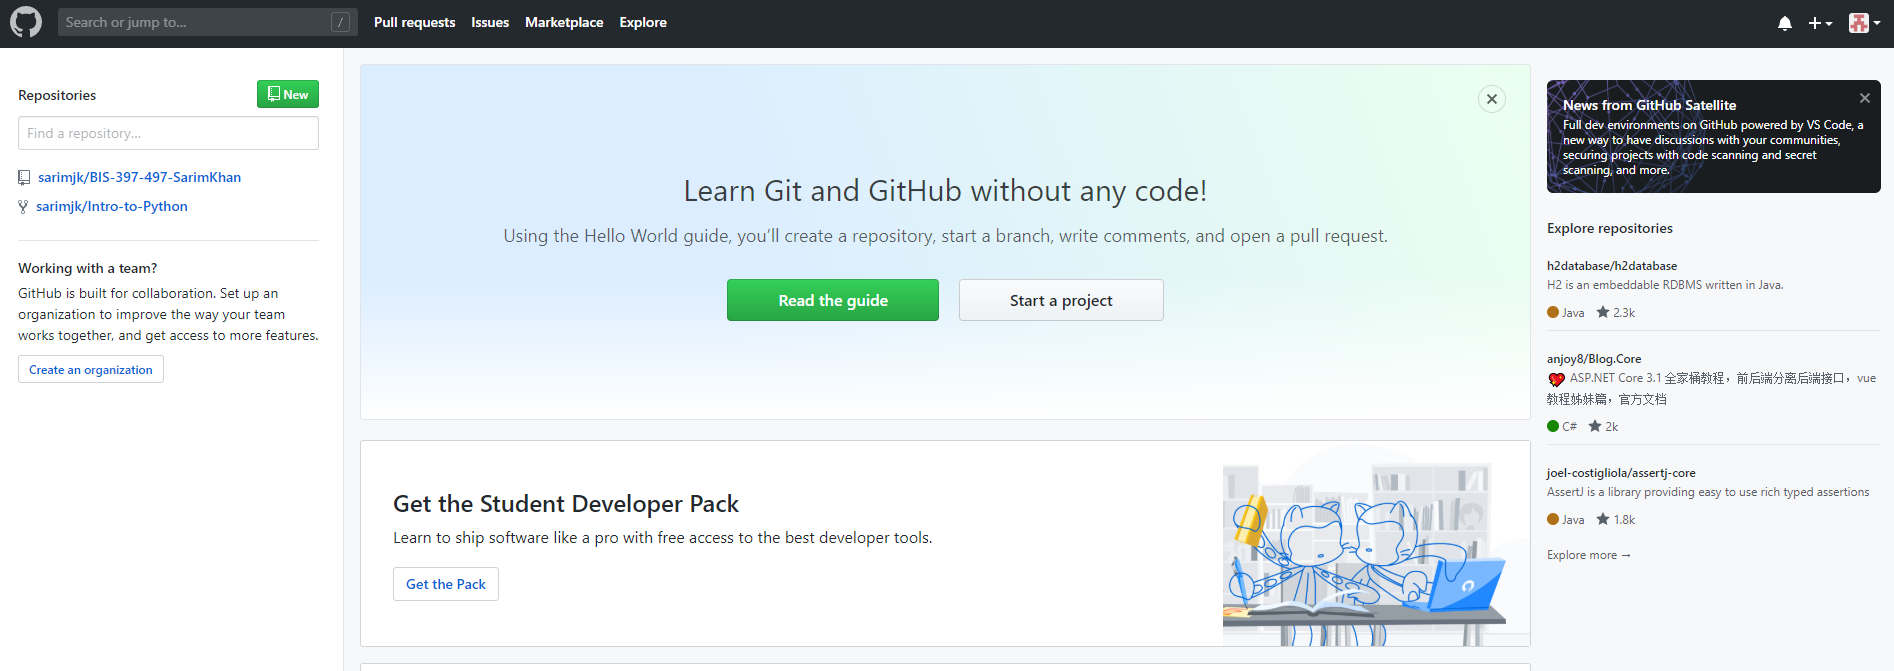 Search or jump to...
/
Pull requests
Issues
Marketplace
Explore
Repositories
New
Find a repository...
sarimjk/BIS-397-497-SarimKhan
sarimjk/Intro-to-Python
Working with a team?
GitHub is built for collaboration. Set up an
organization to improve the way your team
works together, and get access to more features.
Create an organization
Learn Git and GitHub without any code!
Using the Hello World guide, you’ll create a repository, start a branch, write comments, and open a pull request.
Read the guide
Start a project
Get the Student Developer Pack
Learn to ship software like a pro with free access to the best developer tools.
Get the Pack
News from GitHub Satellite
Full dev environments on GitHub powered by VS Code, a
new way to have discussions with your communities,
securing projects with code scanning and secret
scanning, and more.
Explore repositories
h2database/h2database
H2 is an embeddable RDBMS written in Java.
Java 2.3k
anjoy8/Blog.Core
ASP.NET Core 3.1 全家桶教程，前后端分离后端接口，vue
教程姊妹篇，官方文档
C# 2k
joel-costigliola/assertj-core
AssertJ is a library providing easy to use rich typed assertions
Java 1.8k
Explore more →